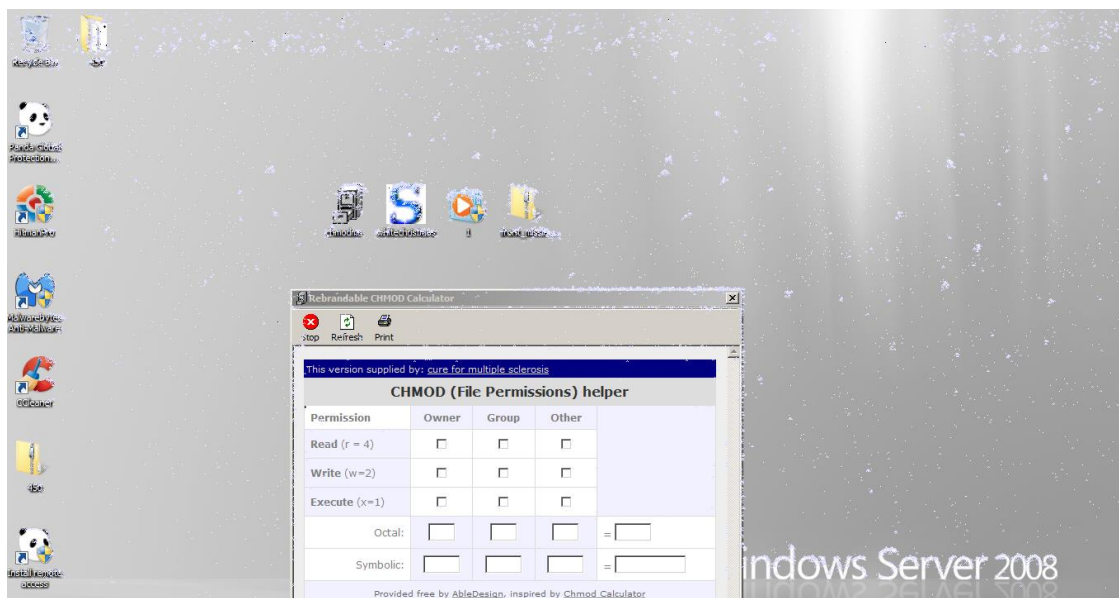 Recycle Bin
Panda Global
Protection...
HitmanPro
Malwarebytes
Anti-Malware
CCleaner
Install remote
access
1
Rebrandable CHMOD Calculator
Stop Refresh Print
This version supplied by: cure for multiple sclerosis
CHMOD (File Permissions) helper
Permission Owner Group Other
Read (r = 4)
Write (w=2)
Execute (x=1)
Octal: =
Symbolic: =
Provided free by AbleDesign, inspired by Chmod Calculator
indows Server 2008